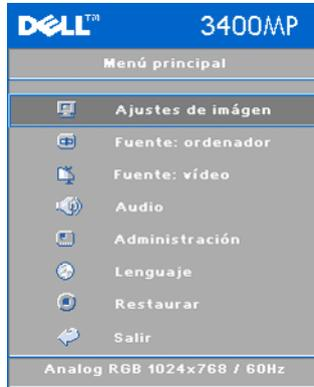 DELL™ 3400MP
Menú principal
Ajustes de imágen
Fuente: ordenador
Fuente: vídeo
Audio
Administración
Lenguaje
Restaurar
Salir
Analog RGB 1024x768 / 60Hz